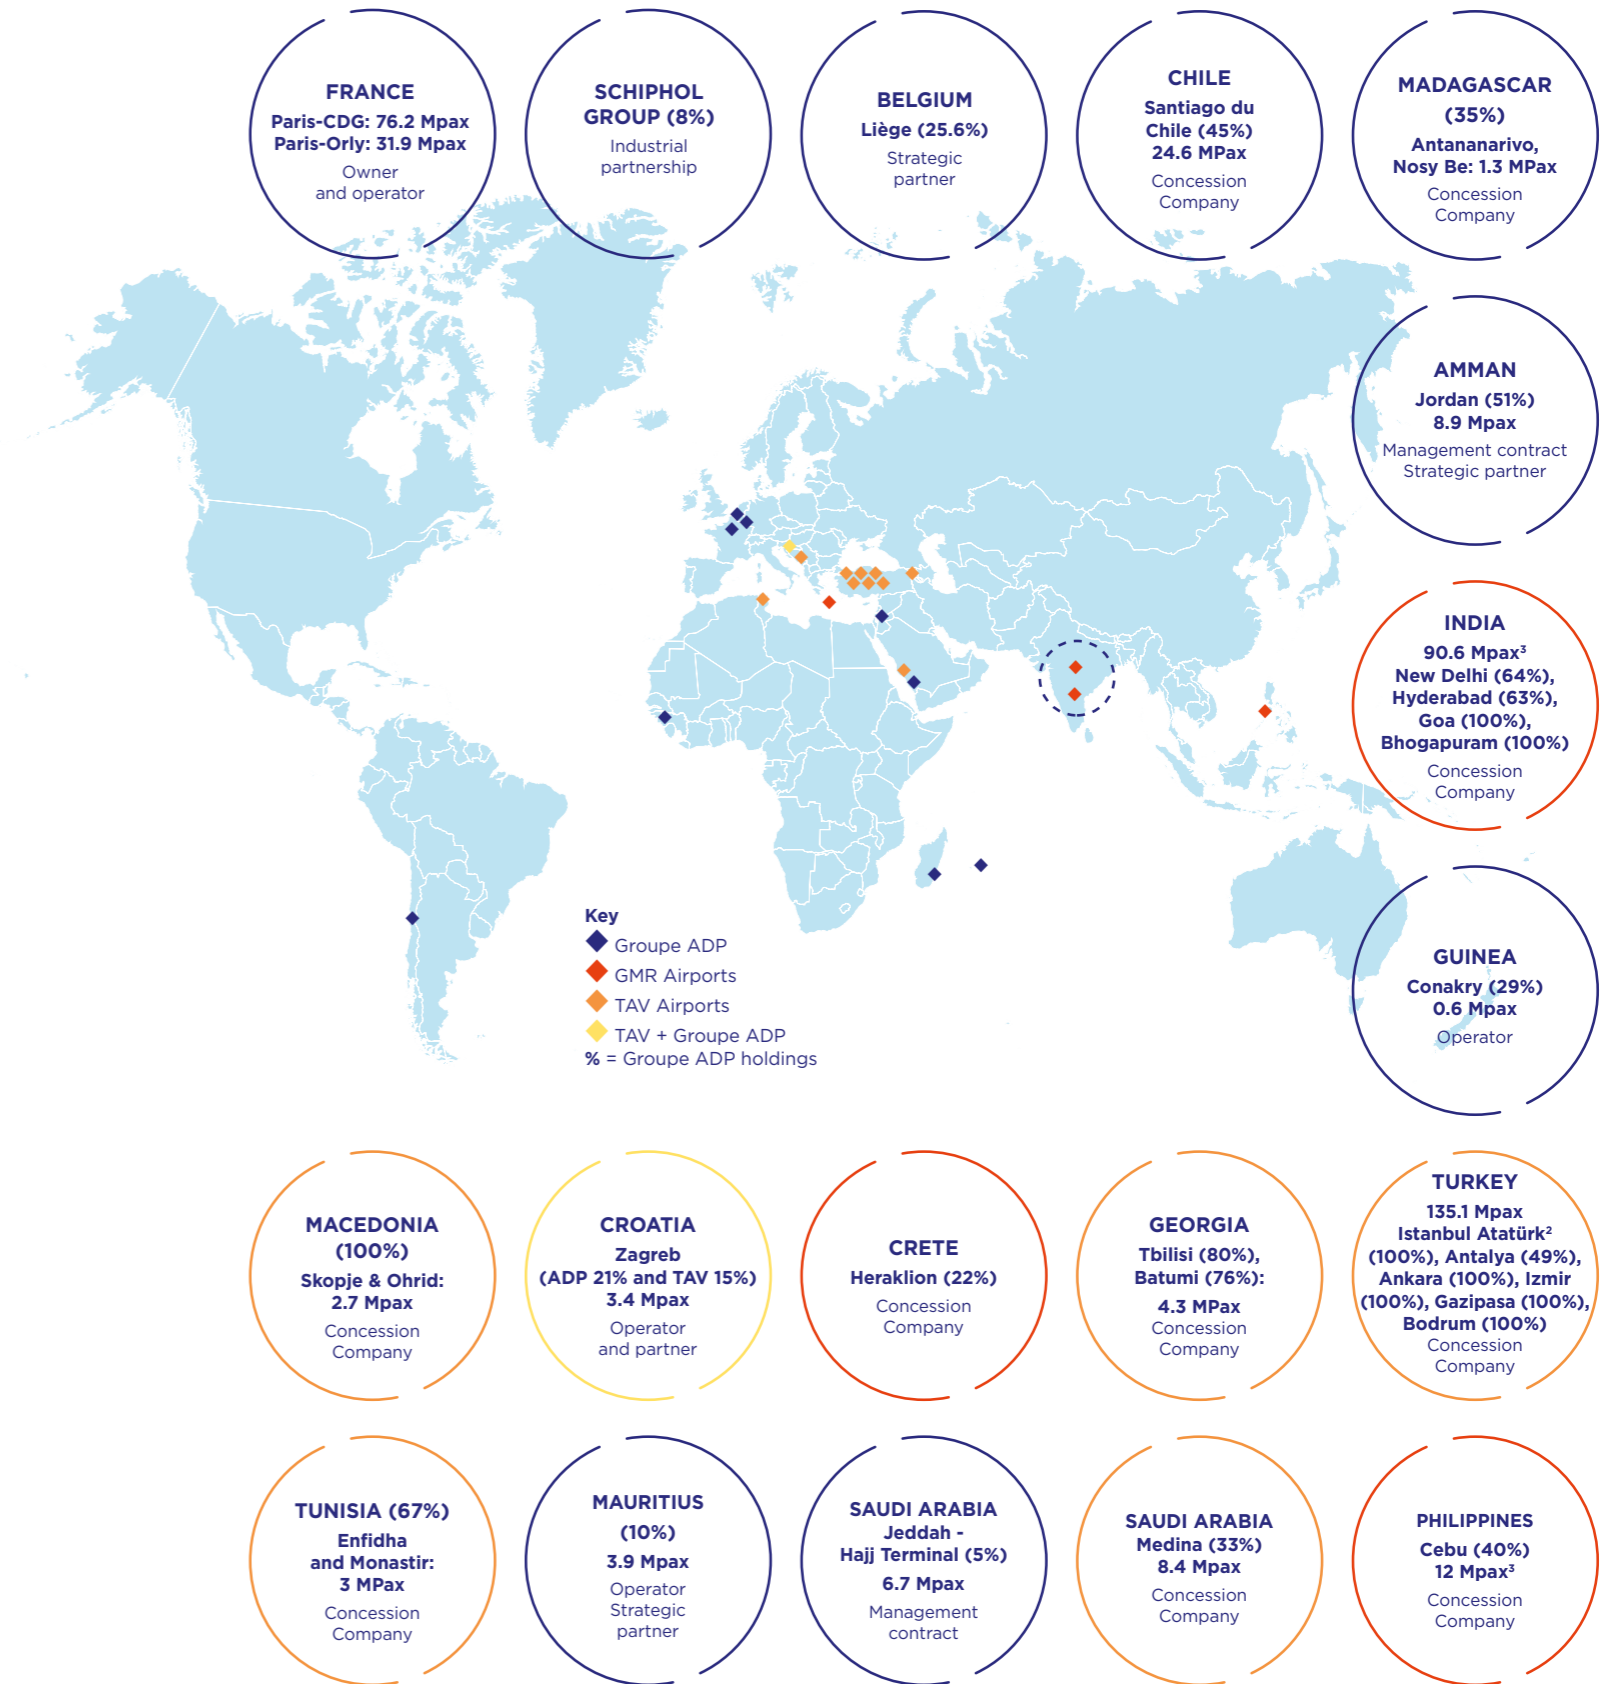 FRANCE
Paris-CDG: 76.2 Mpax
Paris-Orly: 31.9 Mpax
Owner
and operator
SCHIPHOL
GROUP (8%)
Industrial
partnership
BELGIUM
Liège (25.6%)
Strategic
partner
CHILE
Santiago du
Chile (45%)
24.6 MPax
Concession
Company
MADAGASCAR
(35%)
Antananarivo,
Nosy Be: 1.3 MPax
Concession
Company
AMMAN
Jordan (51%)
8.9 Mpax
Management contract
Strategic partner
INDIA
90.6 Mpax³
New Delhi (64%),
Hyderabad (63%),
Goa (100%),
Bhogapuram (100%)
Concession
Company
GUINEA
Conakry (29%)
0.6 Mpax
Operator
Key
Groupe ADP
GMR Airports
TAV Airports
TAV + Groupe ADP
% = Groupe ADP holdings
MACEDONIA
(100%)
Skopje & Ohrid:
2.7 Mpax
Concession
Company
CROATIA
Zagreb
(ADP 21% and TAV 15%)
3.4 Mpax
Operator
and partner
CRETE
Heraklion (22%)
Concession
Company
GEORGIA
Tbilisi (80%),
Batumi (76%):
4.3 MPax
Concession
Company
TURKEY
135.1 Mpax
Istanbul Atatürk²
(100%), Antalya (49%),
Ankara (100%), Izmir
(100%), Gazipasa (100%),
Bodrum (100%)
Concession
Company
TUNISIA (67%)
Enfidha
and Monastir:
3 MPax
Concession
Company
MAURITIUS
(10%)
3.9 Mpax
Operator
Strategic
partner
SAUDI ARABIA
Jeddah -
Hajj Terminal (5%)
6.7 Mpax
Management
contract
SAUDI ARABIA
Medina (33%)
8.4 Mpax
Concession
Company
PHILIPPINES
Cebu (40%)
12 Mpax³
Concession
Company